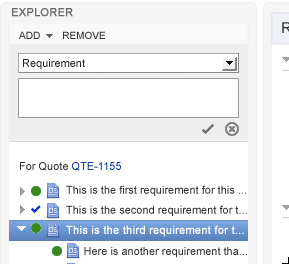 EXPLORER
ADD REMOVE
Requirement
For Quote QTE-1155
This is the first requirement for this ...
This is the second requirement for t...
This is the third requirement for t...
Here is another requirement tha...
R